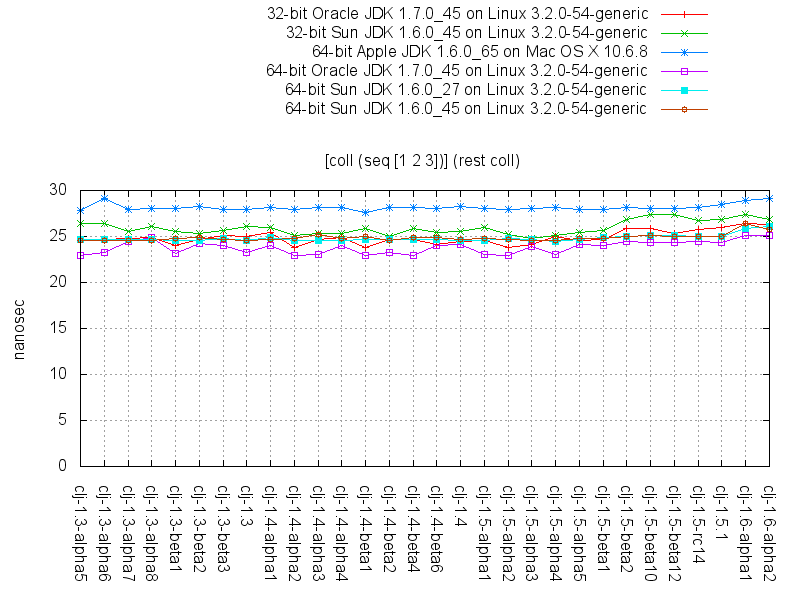 32-bit Oracle JDK 1.7.0_45 on Linux 3.2.0-54-generic
32-bit Sun JDK 1.6.0_45 on Linux 3.2.0-54-generic
64-bit Apple JDK 1.6.0_65 on Mac OS X 10.6.8
64-bit Oracle JDK 1.7.0_45 on Linux 3.2.0-54-generic
64-bit Sun JDK 1.6.0_27 on Linux 3.2.0-54-generic
64-bit Sun JDK 1.6.0_45 on Linux 3.2.0-54-generic
[coll (seq [1 2 3])] (rest coll)
30
25
20
15
10
5
0
nanosec
clj-1.3-alpha5
clj-1.3-alpha6
clj-1.3-alpha7
clj-1.3-alpha8
clj-1.3-beta1
clj-1.3-beta2
clj-1.3-beta3
clj-1.3
clj-1.4-alpha1
clj-1.4-alpha2
clj-1.4-alpha3
clj-1.4-alpha4
clj-1.4-beta1
clj-1.4-beta4
clj-1.4-beta6
clj-1.4
clj-1.5-alpha1
clj-1.5-alpha2
clj-1.5-alpha3
clj-1.5-alpha4
clj-1.5-alpha5
clj-1.5-beta1
clj-1.5-beta2
clj-1.5-beta10
clj-1.5-beta12
clj-1.5-rc14
clj-1.5.1
clj-1.6-alpha1
clj-1.6-alpha2